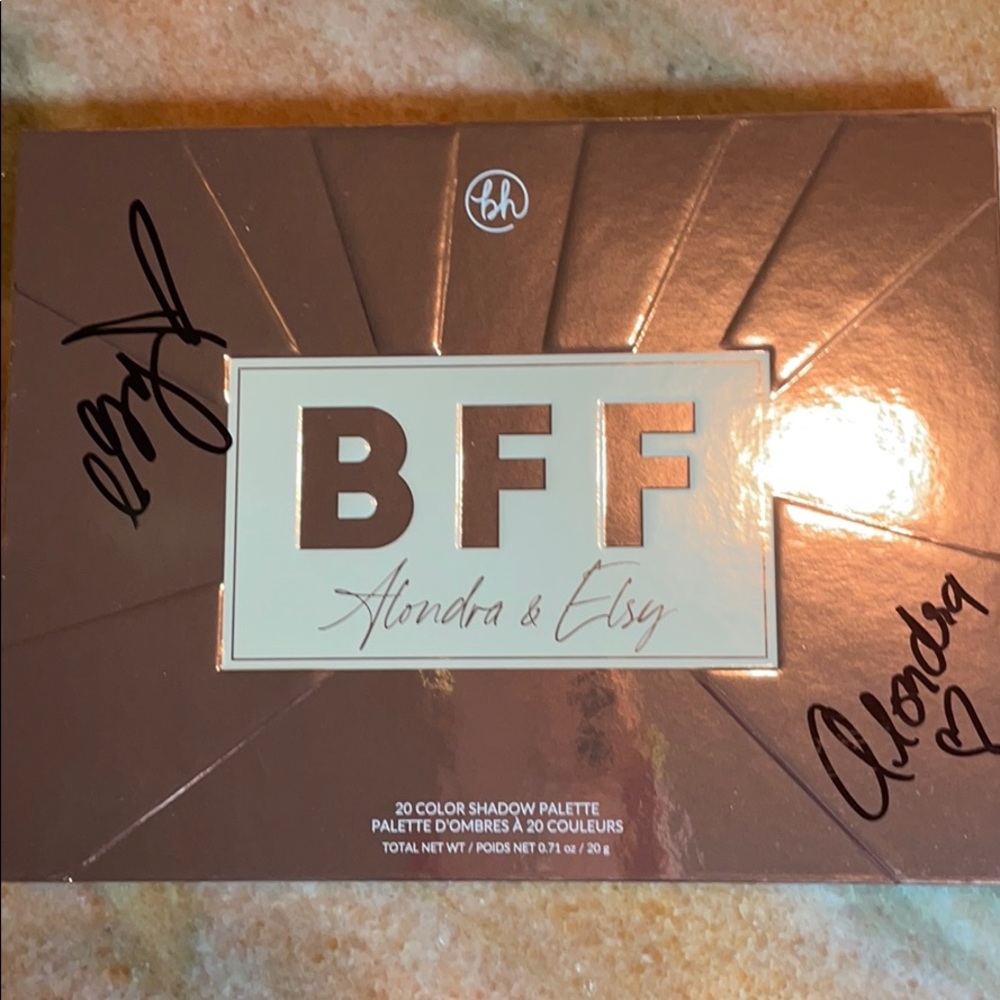 bh
BFF
Alondra & Elsy
Alondra
20 COLOR SHADOW PALETTE
PALETTE D'OMBRES À 20 COULEURS
TOTAL NET WT / POIDS NET 0.71 oz / 20 g